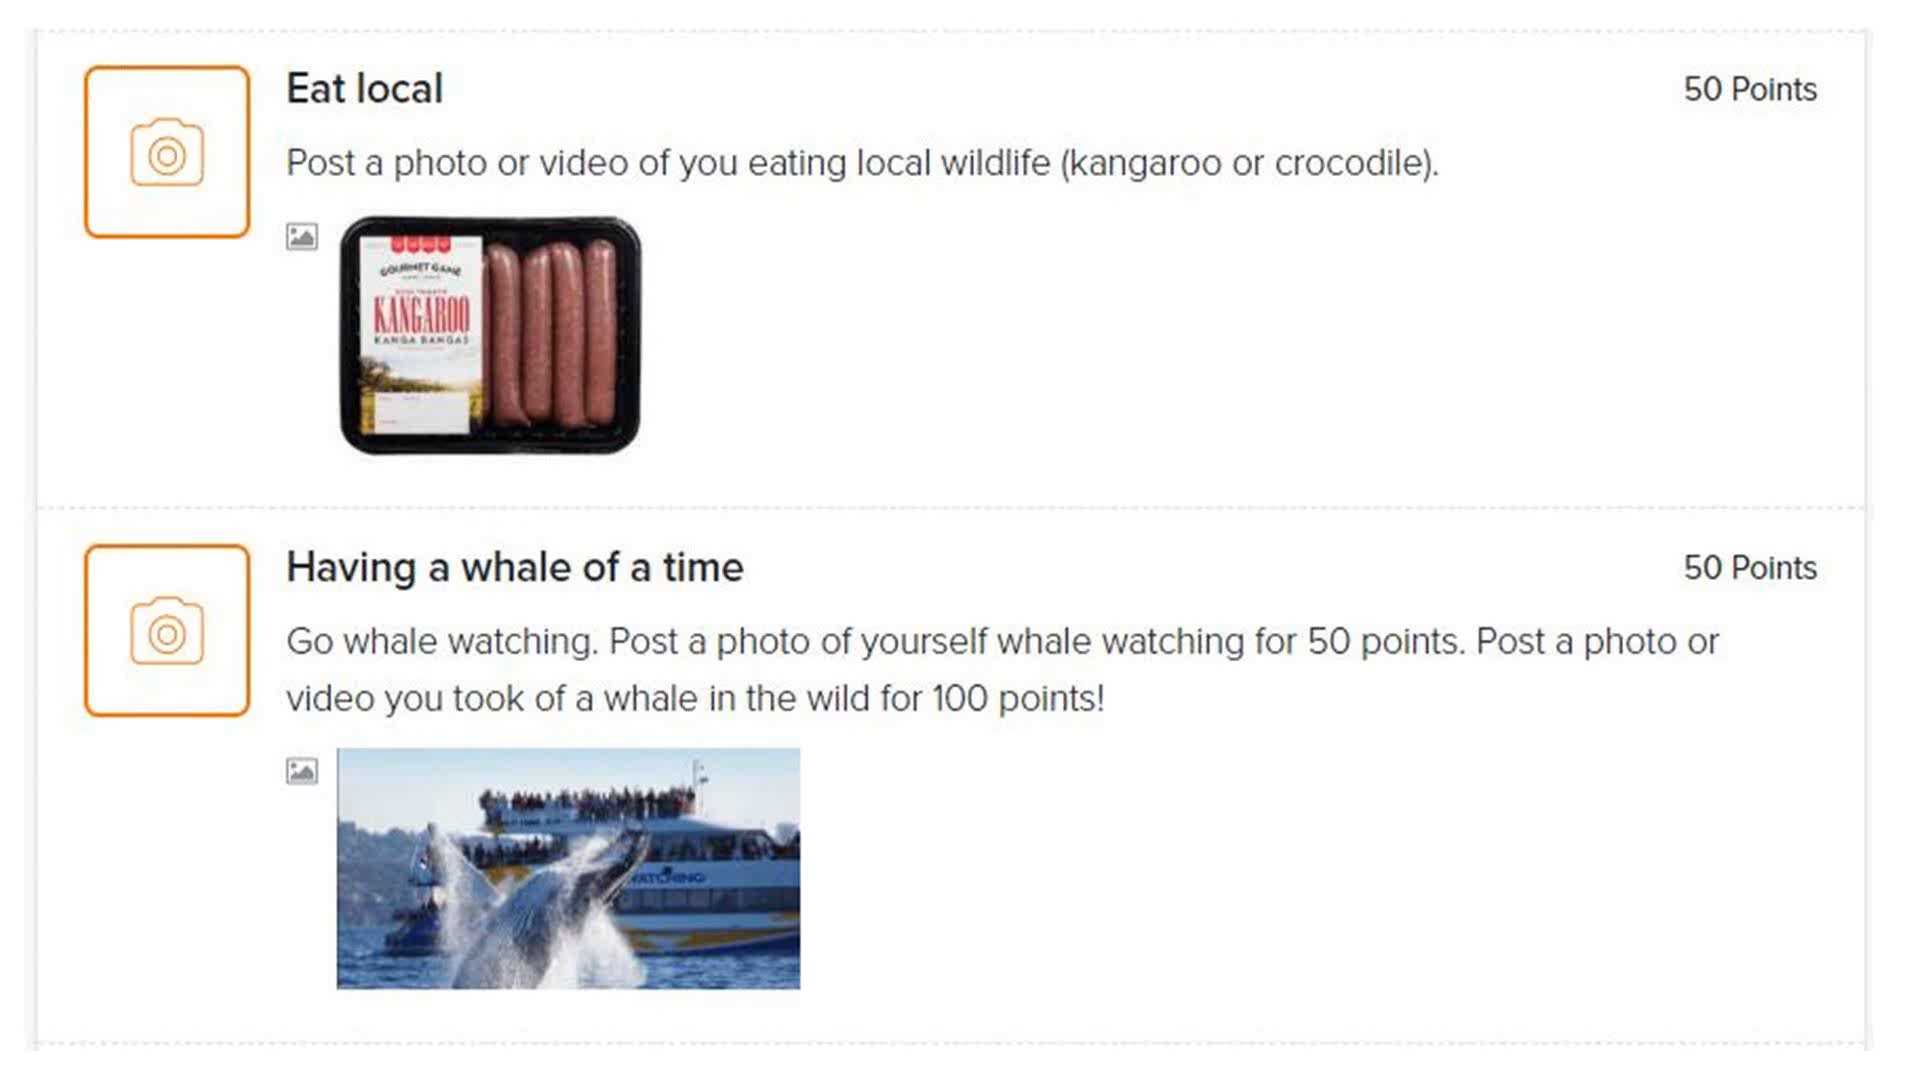 Eat local
50 Points
Post a photo or video of you eating local wildlife (kangaroo or crocodile).
GOURMET GAME
KANGAROO
KANGA BANGAS
Having a whale of a time
50 Points
Go whale watching. Post a photo of yourself whale watching for 50 points. Post a photo or
video you took of a whale in the wild for 100 points!
WATCHING